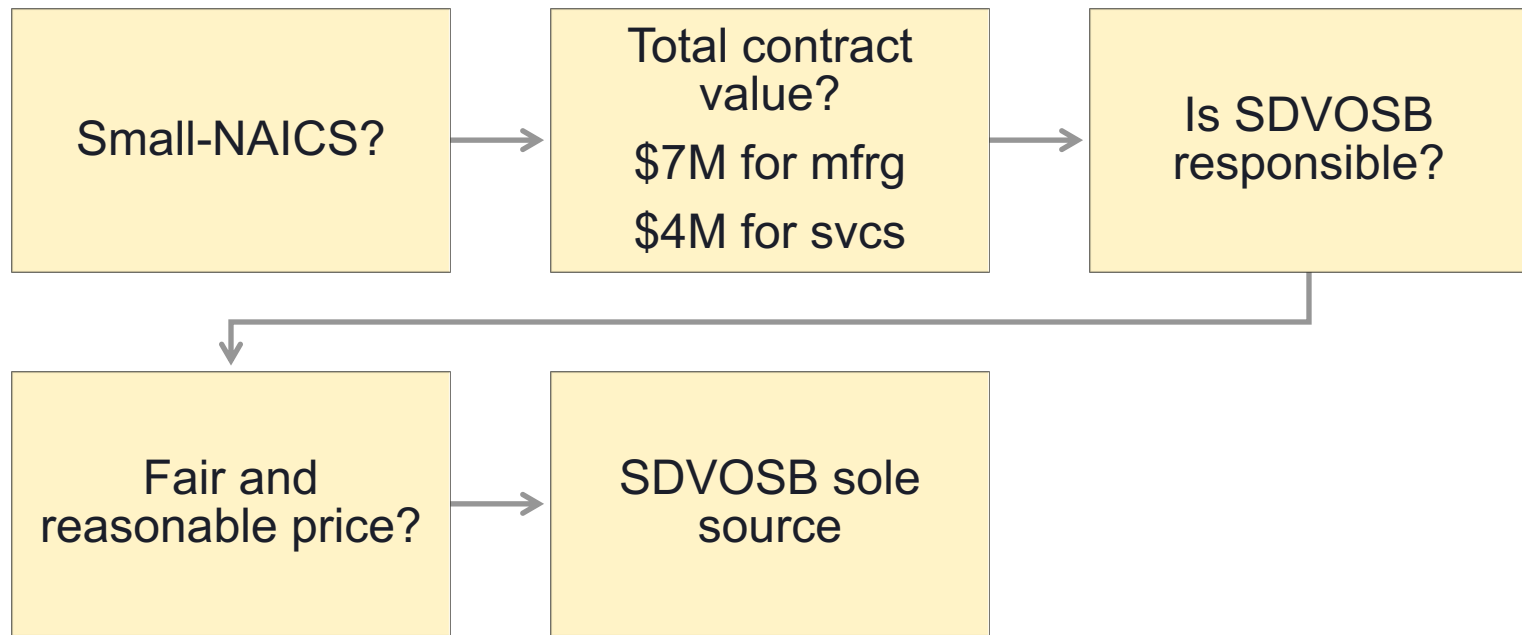 Small-NAICS?
Total contract
value?
$7M for mfrg
$4M for svcs
Is SDVOSB
responsible?
Fair and
reasonable price?
SDVOSB sole
source